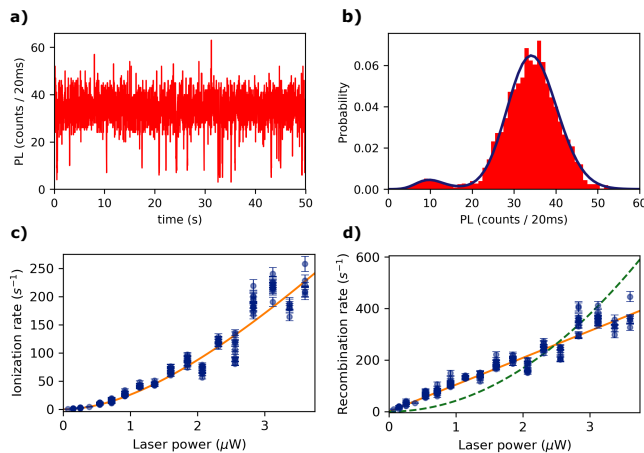 a)
PL (counts / 20ms)
60
40
20
0
0 10 20 30 40 50
time (s)
b)
Probability
0.06
0.04
0.02
0.00
0 10 20 30 40 50 60
PL (counts / 20ms)
c)
Ionization rate (s⁻¹)
250
200
150
100
50
0
0 1 2 3
Laser power (μW)
d)
Recombination rate (s⁻¹)
600
400
200
0
0 1 2 3
Laser power (μW)